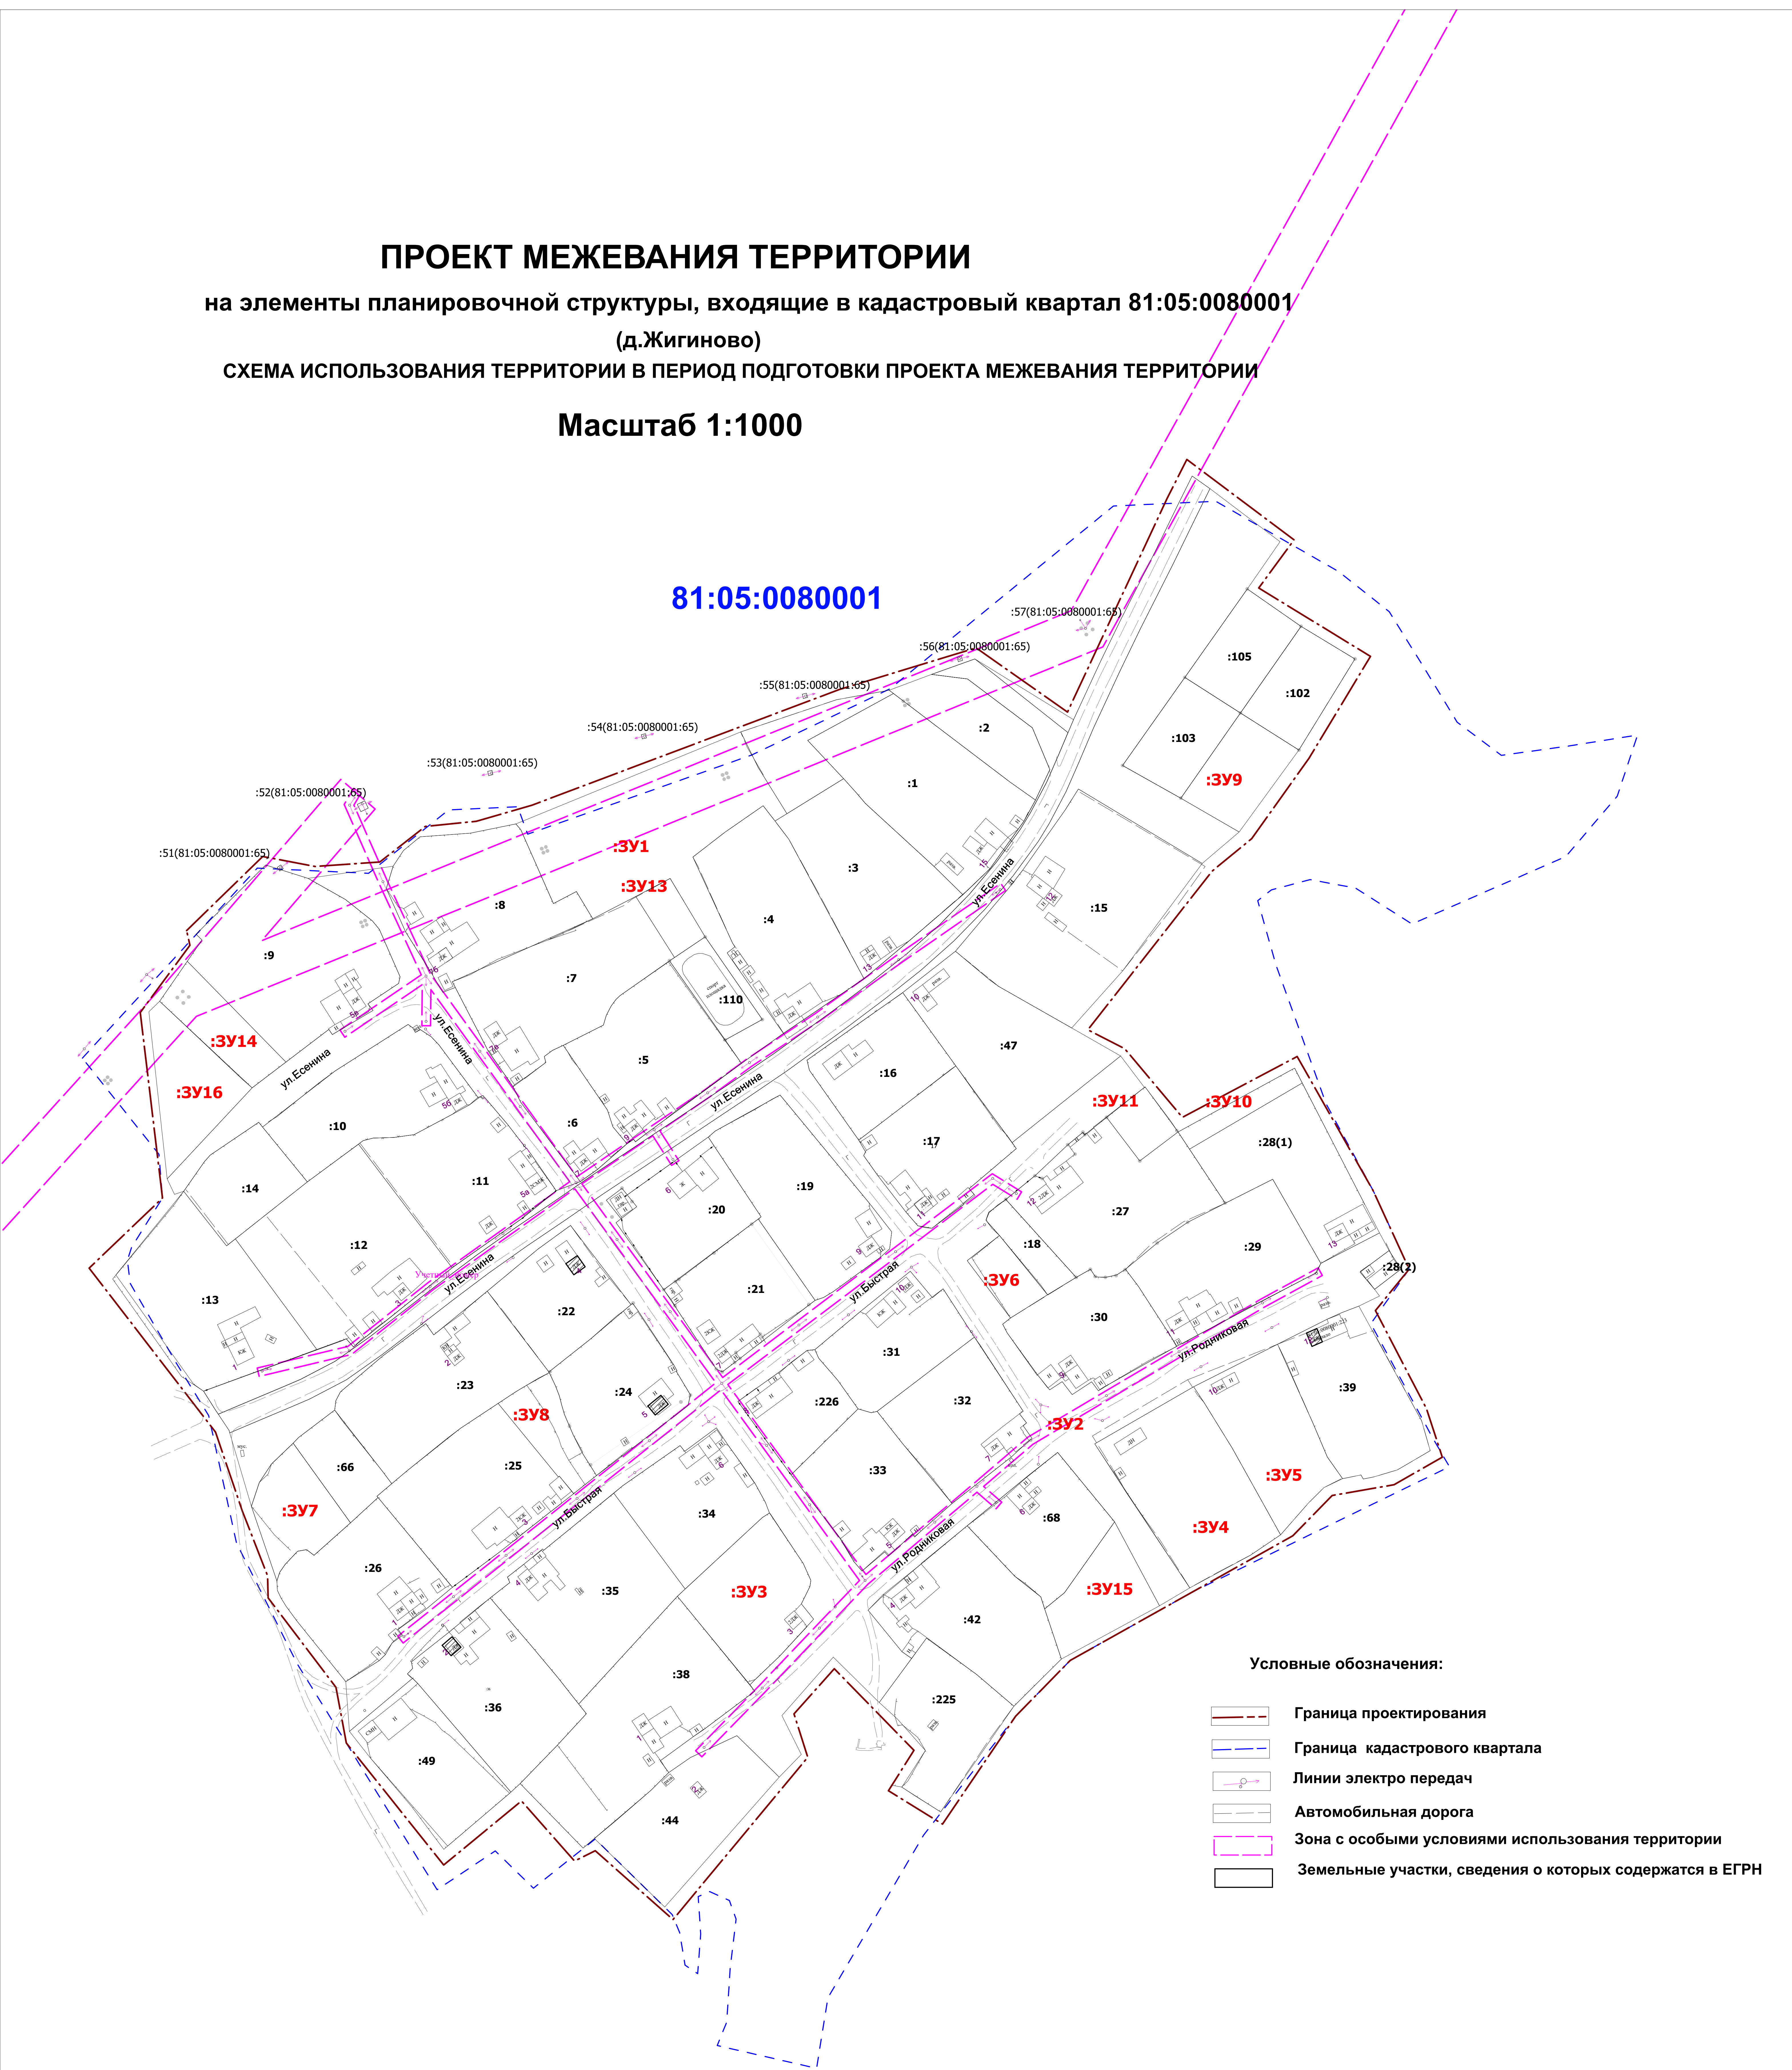 ПРОЕКТ МЕЖЕВАНИЯ ТЕРРИТОРИИ
на элементы планировочной структуры, входящие в кадастровый квартал 81:05:0080001
(д.Жигиново)
СХЕМА ИСПОЛЬЗОВАНИЯ ТЕРРИТОРИИ В ПЕРИОД ПОДГОТОВКИ ПРОЕКТА МЕЖЕВАНИЯ ТЕРРИТОРИИ
Масштаб 1:1000
81:05:0080001
:57(81:05:0080001:65)
:56(81:05:0080001:65)
:55(81:05:0080001:65)
:54(81:05:0080001:65)
:53(81:05:0080001:65)
:52(81:05:0080001:65)
:51(81:05:0080001:65)
:105
:102
:103
:ЗУ9
:2
:1
:ЗУ1
:ЗУ13
:3
:8
:4
:15
:9
:7
:110
ул.Есенина
:ЗУ14
:ЗУ16
ул.Есенина
ул.Есенина
:5
:47
:16
ул.Есенина
:ЗУ11
:ЗУ10
:10
:6
:17
:28(1)
:14
:11
:19
:20
:27
:12
:18
:29
:28(2)
:13
ул.Есенина
:ЗУ6
ул.Быстрая
:21
:22
:30
ул.Родниковая
:31
:23
:24
:226
:32
:39
:ЗУ8
:ЗУ2
:66
:25
:33
:ЗУ5
:ЗУ7
ул.Быстрая
:34
:68
:ЗУ4
ул.Родниковая
:26
:35
:ЗУ3
:ЗУ15
:42
:38
:36
:225
:49
:44
Условные обозначения:
Граница проектирования
Граница кадастрового квартала
Линии электро передач
Автомобильная дорога
Зона с особыми условиями использования территории
Земельные участки, сведения о которых содержатся в ЕГРН